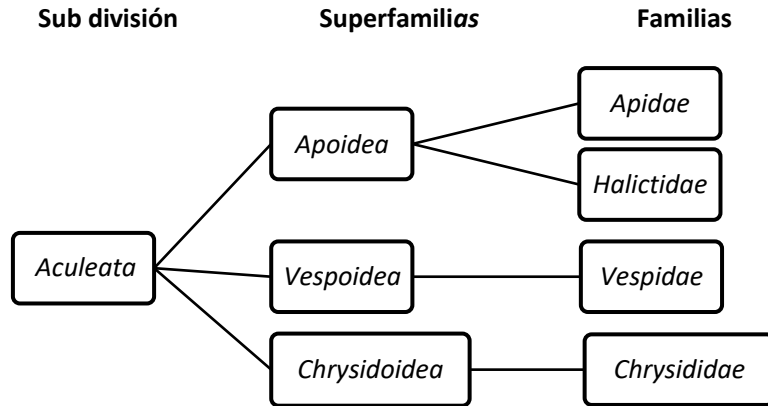 Sub división Superfamilias Familias
Apidae
Apoidea
Halictidae
Aculeata Vespoidea Vespidae
Chrysidoidea Chrysididae